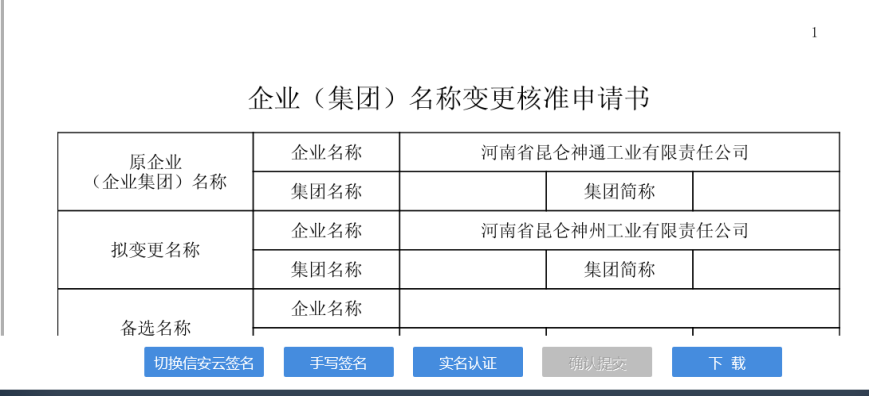 1
企业（集团）名称变更核准申请书
原企业
（企业集团）名称
企业名称
河南省昆仑神通工业有限责任公司
集团名称
集团简称
拟变更名称
企业名称
河南省昆仑神州工业有限责任公司
集团名称
集团简称
备选名称
企业名称
切换信安云签名
手写签名
实名认证
确认提交
下 载